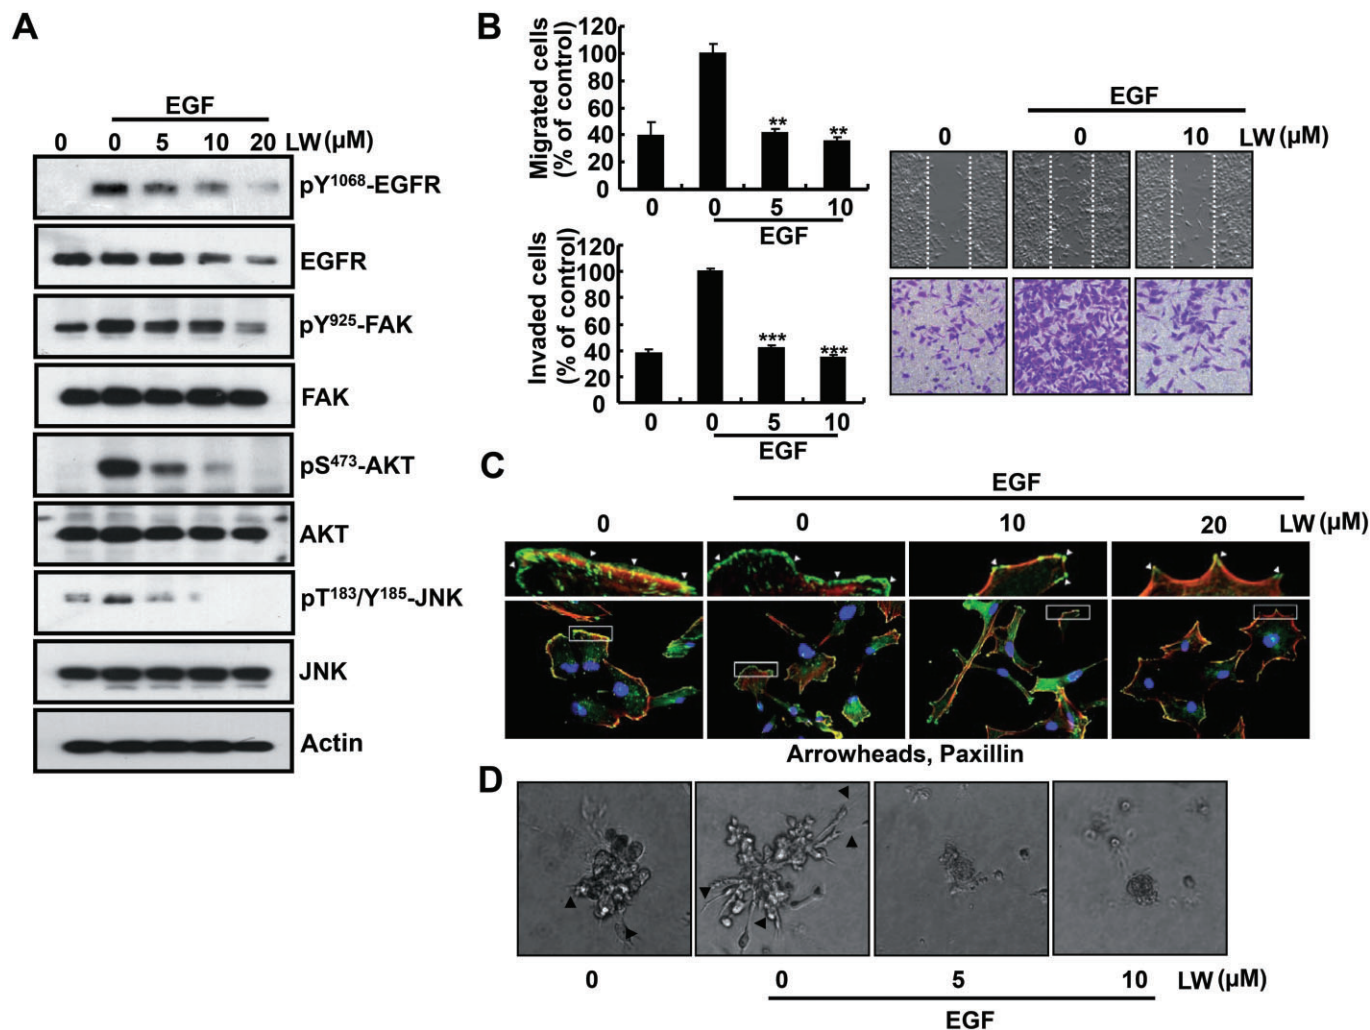 A
EGF
0 0 5 10 20 LW (μM)
pY1068-EGFR
EGFR
pY925-FAK
FAK
pS473-AKT
AKT
pT183/Y185-JNK
JNK
Actin
B
Migrated cells
(% of control)
120
100
80
60
40
20
0
** **
0 0 5 10
EGF
Invaded cells
(% of control)
120
100
80
60
40
20
0
*** ***
0 0 5 10
EGF
EGF
0 0 10 LW (μM)
C
EGF
0 0 10 20 LW (μM)
Arrowheads, Paxillin
D
0 0 5 10 LW (μM)
EGF